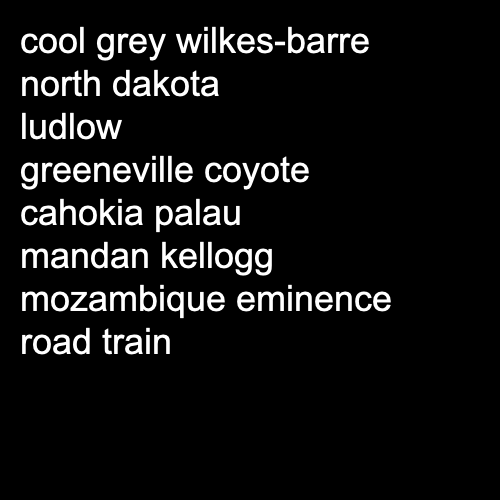 cool grey wilkes-barre
north dakota
ludlow
greeneville coyote
cahokia palau
mandan kellogg
mozambique eminence
road train